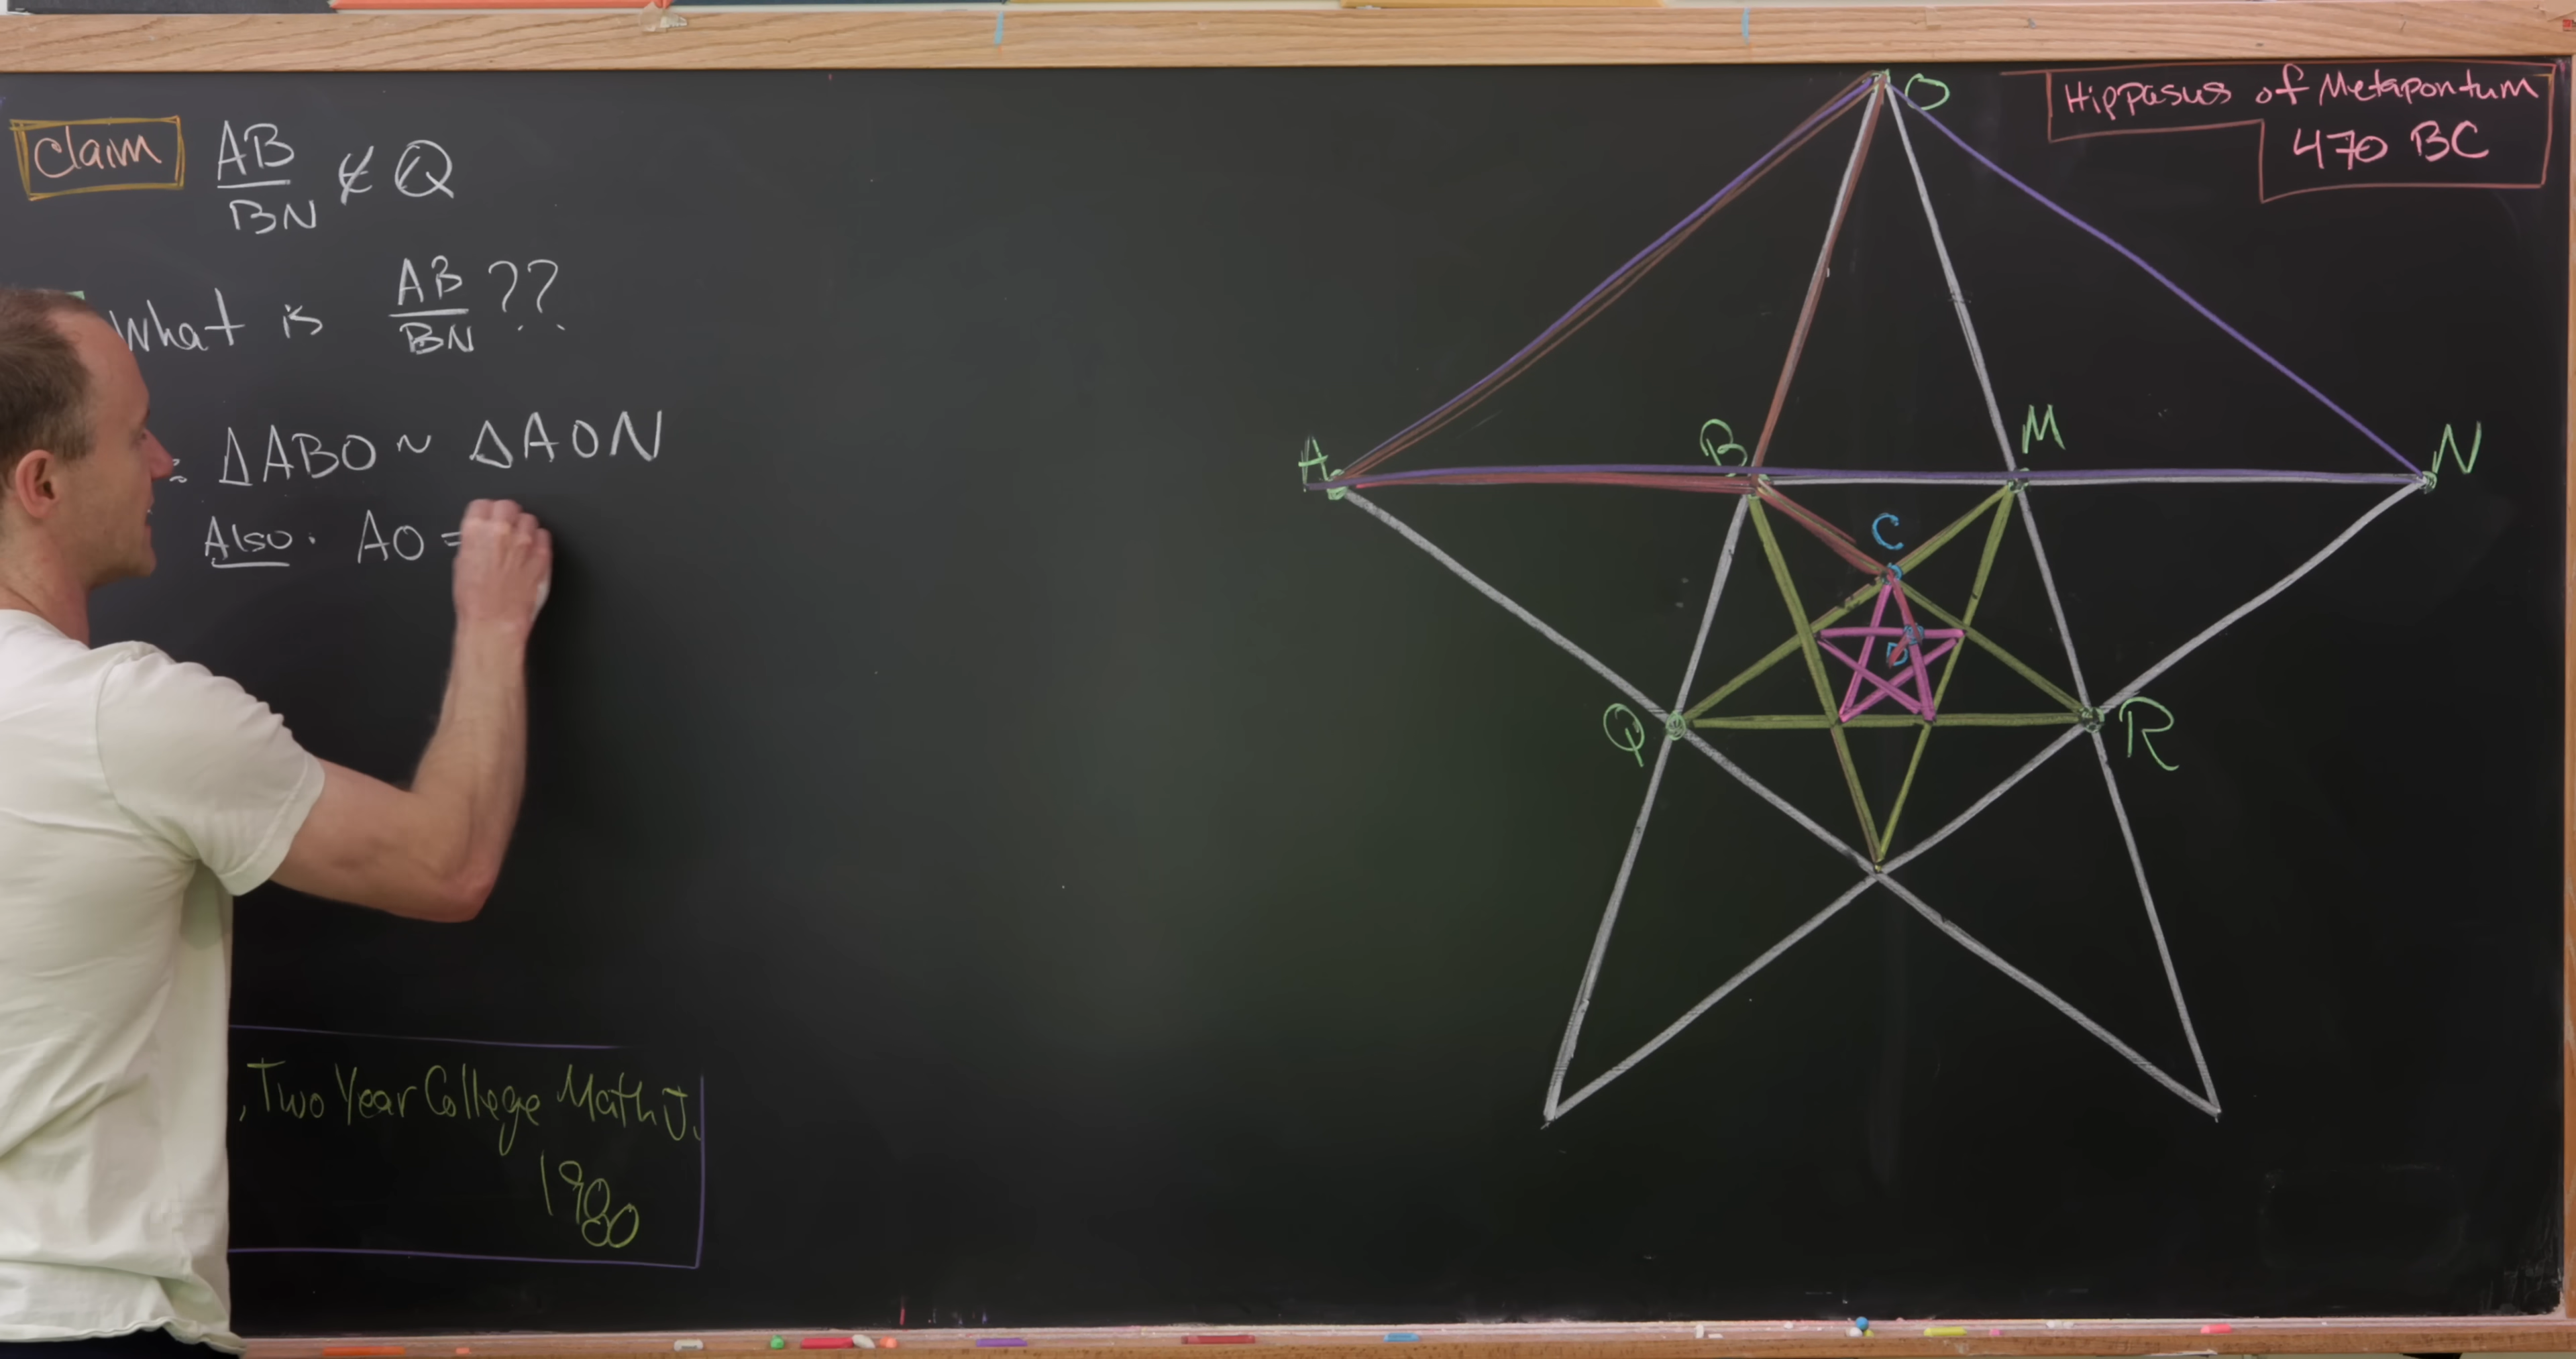 Claim AB/BN ∉ Q
What is AB/BN ??
: ΔABO ~ ΔAON
Also: AO =
, Two Year College Math J.
1980
Hippasus of Metapontum
470 BC
O
A
B
M
N
C
D
Q
R